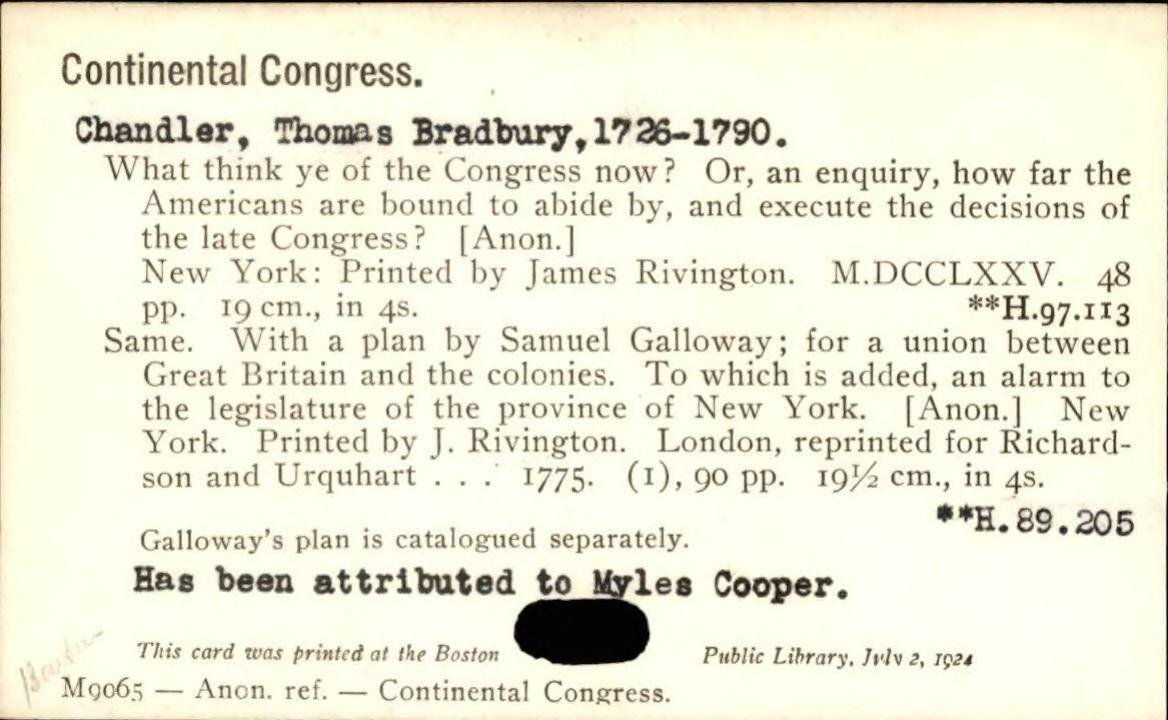 Continental Congress.
Chandler, Thomas Bradbury,1726-1790.
What think ye of the Congress now? Or, an enquiry, how far the
Americans are bound to abide by, and execute the decisions of
the late Congress? [Anon.]
New York: Printed by James Rivington. M.DCCLXXV. 48
pp. 19 cm., in 4s. **H.97.113
Same. With a plan by Samuel Galloway; for a union between
Great Britain and the colonies. To which is added, an alarm to
the legislature of the province of New York. [Anon.] New
York. Printed by J. Rivington. London, reprinted for Richard-
son and Urquhart . . . 1775. (1), 90 pp. 19½ cm., in 4s.
**H.89.205
Galloway's plan is catalogued separately.
Has been attributed to Myles Cooper.
This card was printed at the Boston Public Library, July 2, 1924
M9065 — Anon. ref. — Continental Congress.